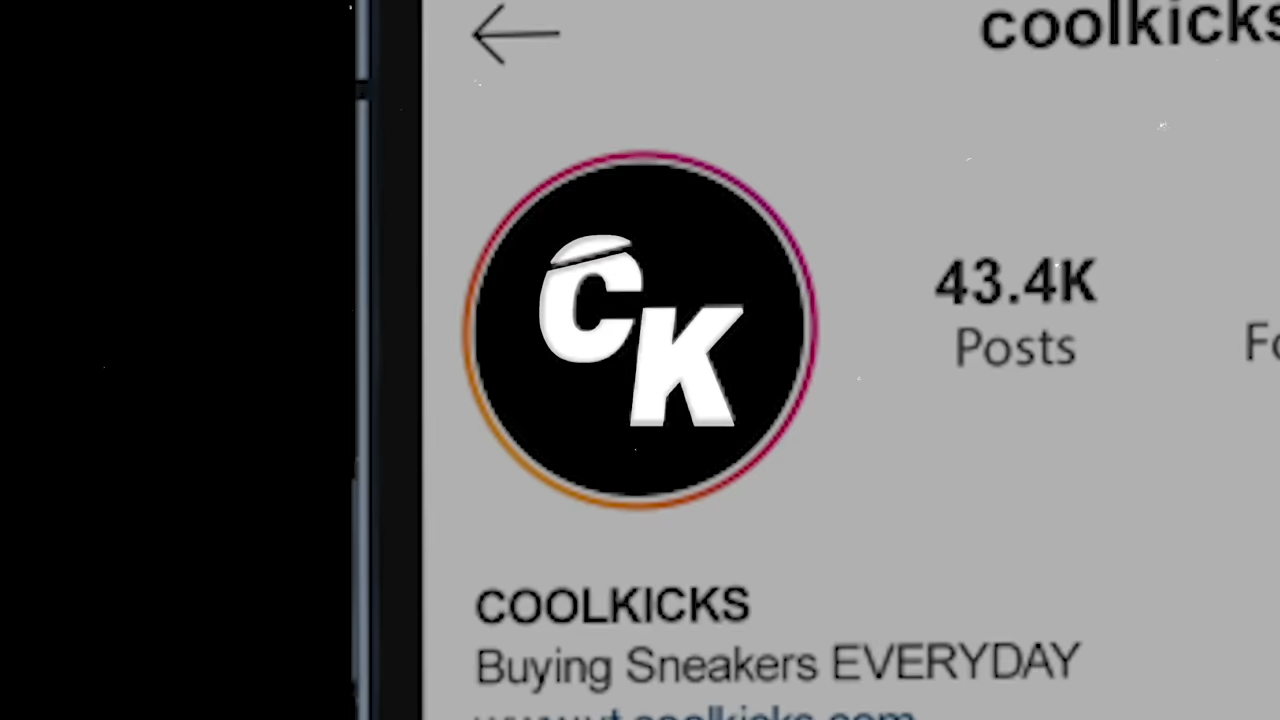 coolkicks
CK
43.4K
Posts
COOLKICKS
Buying Sneakers EVERYDAY